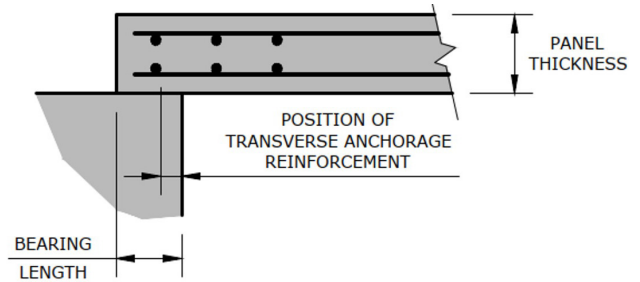 PANEL
THICKNESS
POSITION OF
TRANSVERSE ANCHORAGE
REINFORCEMENT
BEARING
LENGTH